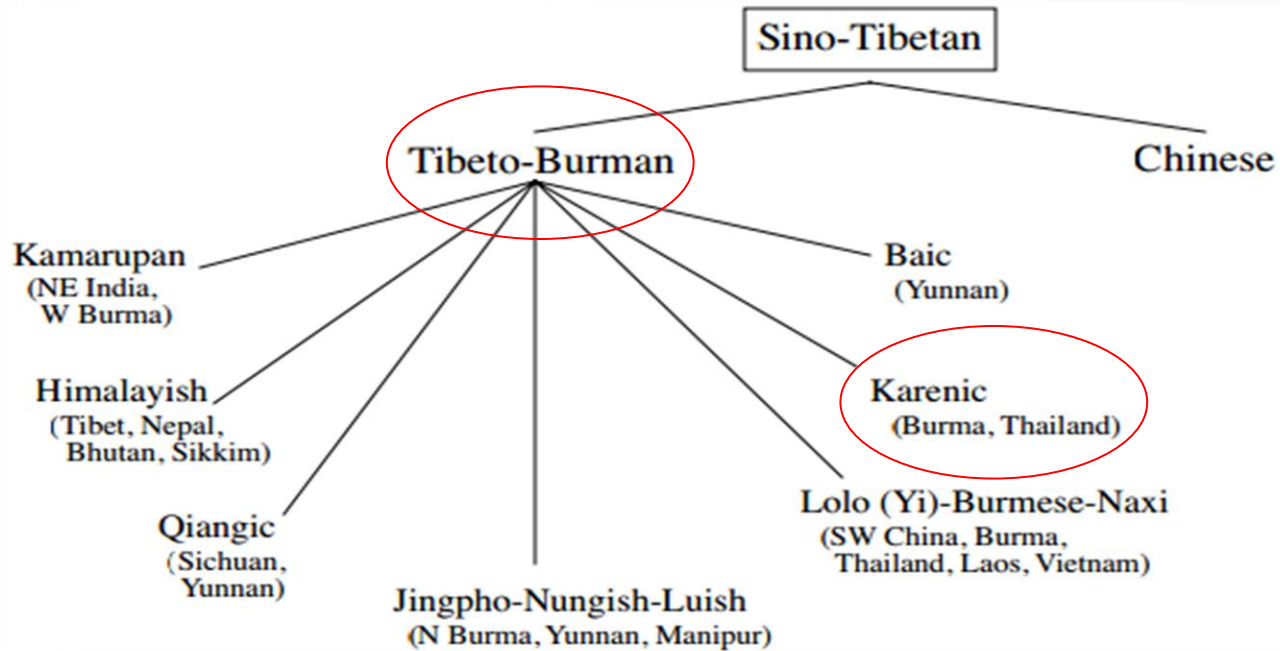 Sino-Tibetan
Tibeto-Burman
Chinese
Kamarupan
(NE India,
W Burma)
Baic
(Yunnan)
Himalayish
(Tibet, Nepal,
Bhutan, Sikkim)
Karenic
(Burma, Thailand)
Qiangic
(Sichuan,
Yunnan)
Lolo (Yi)-Burmese-Naxi
(SW China, Burma,
Thailand, Laos, Vietnam)
Jingpho-Nungish-Luish
(N Burma, Yunnan, Manipur)